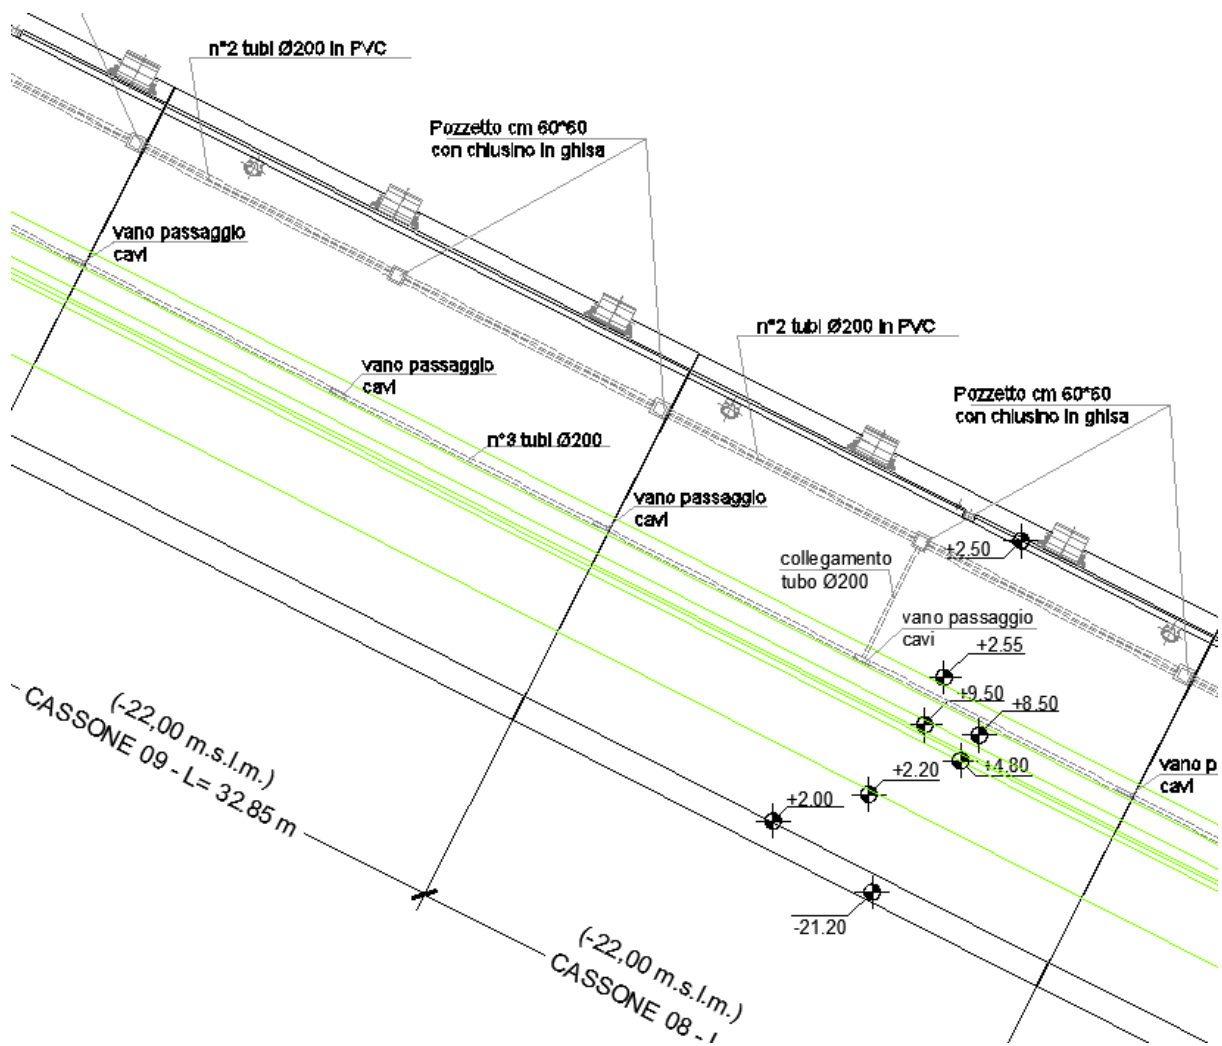 n°2 tubi Ø200 in PVC
Pozzetto cm 60*60
con chiusino in ghisa
vano passaggio
cavi
n°2 tubi Ø200 in PVC
vano passaggio
cavi
Pozzetto cm 60*60
con chiusino in ghisa
n°3 tubi Ø200
vano passaggio
cavi
+2.50
collegamento
tubo Ø200
vano passaggio
cavi
+2.55
+9.50
+8.50
+4.80
vano p
cavi
+2.20
+2.00
-21.20
(-22,00 m.s.l.m.)
CASSONE 09 - L= 32.85 m
(-22,00 m.s.l.m.)
CASSONE 08 -